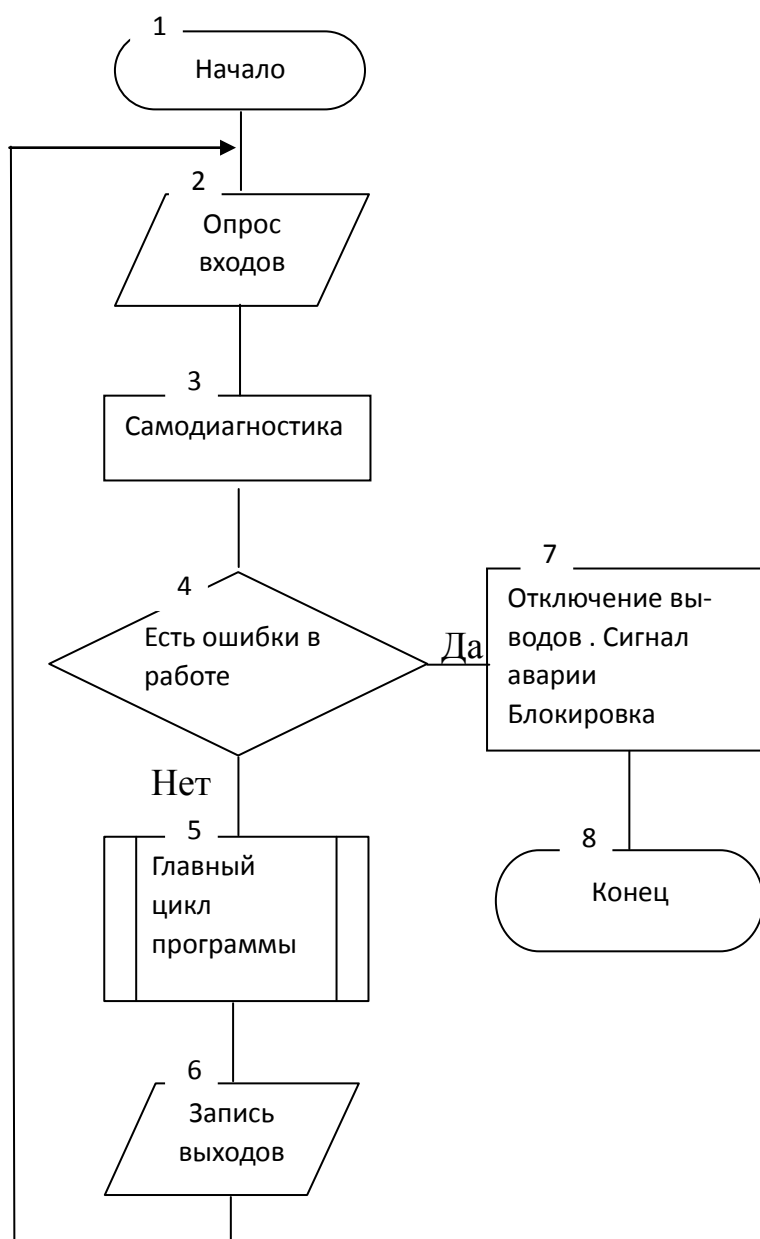 1
Начало
2
Опрос
входов
3
Самодиагностика
4
Есть ошибки в
работе
Да
7
Отключение вы-
водов . Сигнал
аварии
Блокировка
Нет
5
Главный
цикл
программы
8
Конец
6
Запись
выходов